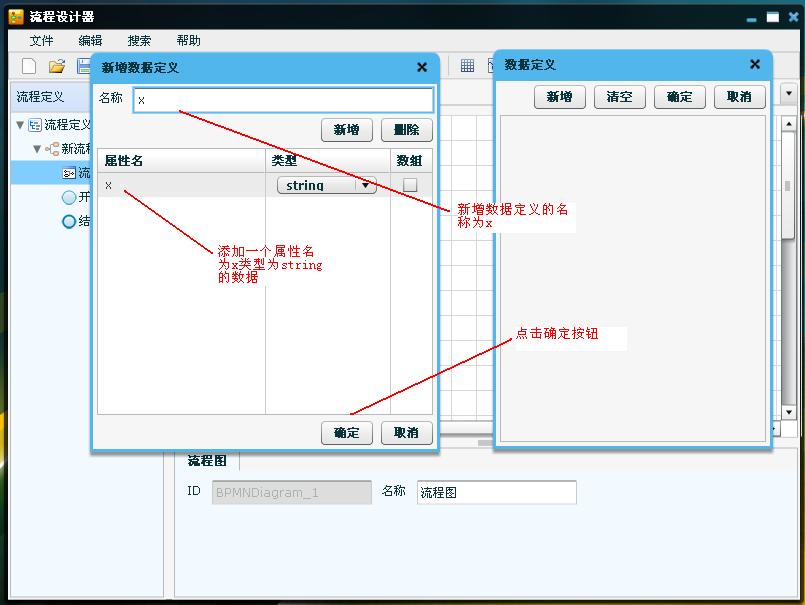 流程设计器
文件 编辑 搜索 帮助
流程定义
流程定义
新流程
流
开
结
新增数据定义
名称 x
新增 删除
属性名 类型 数组
x string
添加一个属性名
为x类型为string
的数据
确定 取消
数据定义
新增 清空 确定 取消
新增数据定义的名
称为x
点击确定按钮
流程图
ID BPMNDiagram_1 名称 流程图